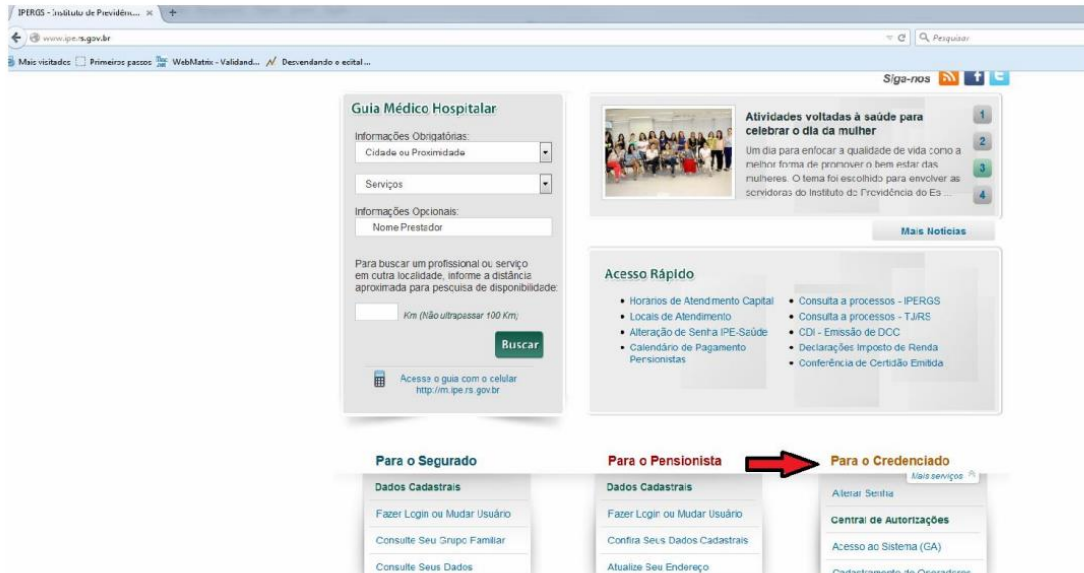 IPERGS - Instituto de Previdênc...
www.ipe.rs.gov.br
Pesquisar
Mais visitados Primeiros passos WebMatrix - Validand... Desvendando o edital ...
Siga-nos
Guia Médico Hospitalar
Informações Obrigatórias:
Cidade ou Proximidade
Serviços
Informações Opcionais:
Nome Prestador
Para buscar um profissional ou serviço
em outra localidade, informe a distância
aproximada para pesquisa de disponibilidade:
Km (Não ultrapassar 100 Km)
Buscar
Acesse o guia com o celular
http://m.ipe.rs.gov.br
Atividades voltadas à saúde para
celebrar o dia da mulher
Um dia para enfocar a qualidade de vida como a
melhor forma de promover o bem estar das
mulheres. O tema foi escolhido para envolver as
servidoras do Instituto de Previdência do Es ...
1
2
3
4
Mais Notícias
Acesso Rápido
Horários de Atendimento Capital
Locais de Atendimento
Alteração de Senha IPE-Saúde
Calendário de Pagamento
Pensionistas
Consulta a processos - IPERGS
Consulta a processos - TJ/RS
CDI - Emissão de DCC
Declarações Imposto de Renda
Conferência de Certidão Emitida
Para o Segurado
Dados Cadastrais
Fazer Login ou Mudar Usuário
Consulte Seu Grupo Familiar
Consulte Seus Dados
Para o Pensionista
Dados Cadastrais
Fazer Login ou Mudar Usuário
Confira Seus Dados Cadastrais
Atualize Seu Endereço
Para o Credenciado
Mais serviços
Alterar Senha
Central de Autorizações
Acesso ao Sistema (GA)
Cadastramento de Operadores